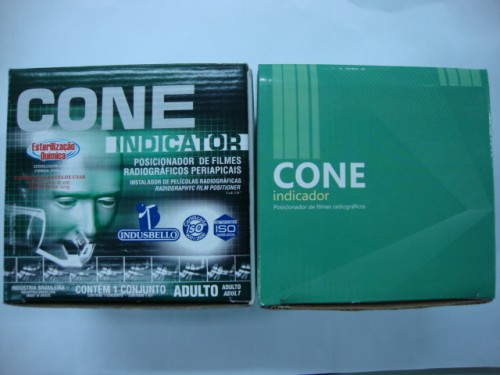 CONE
INDICATOR
Esterilização
Química
POSICIONADOR DE FILMES
RADIOGRÁFICOS PERIAPICAIS
INSTALADOR DE PELÍCULAS RADIOGRÁFICAS
RADIOGRAPHYC FILM POSITIONER
INDUSBELLO
ISO
ISO
INDÚSTRIA BRASILEIRA
CONTÉM 1 CONJUNTO
ADULTO
ADULTO
ADULT
CONE
indicador
Posicionador de filmes radiográficos